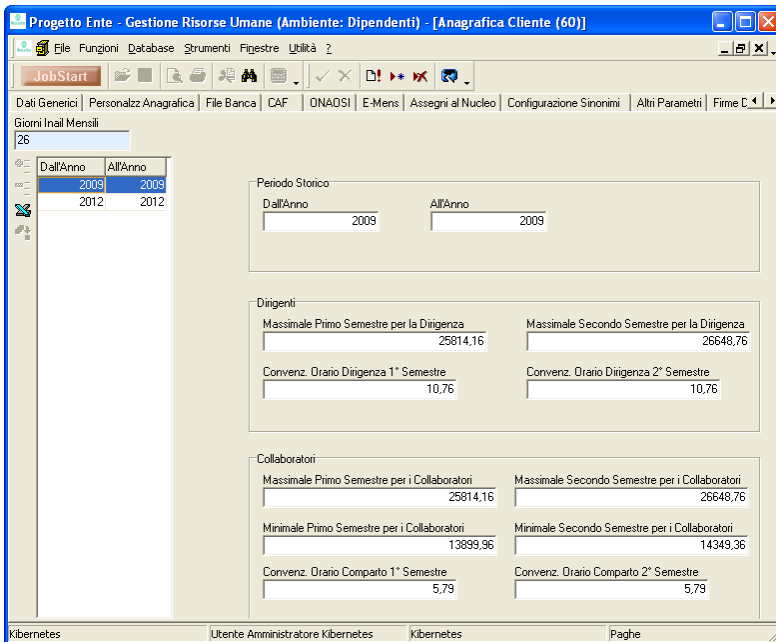 Progetto Ente - Gestione Risorse Umane (Ambiente: Dipendenti) - [Anagrafica Cliente (60)]
File Funzioni Database Strumenti Finestre Utilità ?
JobStart
Dati Generici Personalzz Anagrafica File Banca CAF ONAOSI E-Mens Assegni al Nucleo Configurazione Sinonimi Altri Parametri Firme D
Giorni Inail Mensili
26
Dall'Anno All'Anno
2009 2009
2012 2012
Periodo Storico
Dall'Anno All'Anno
2009 2009
Dirigenti
Massimale Primo Semestre per la Dirigenza Massimale Secondo Semestre per la Dirigenza
25814,16 26648,76
Convenz. Orario Dirigenza 1° Semestre Convenz. Orario Dirigenza 2° Semestre
10,76 10,76
Collaboratori
Massimale Primo Semestre per i Collaboratori Massimale Secondo Semestre per i Collaboratori
25814,16 26648,76
Minimale Primo Semestre per i Collaboratori Minimale Secondo Semestre per i Collaboratori
13899,96 14349,36
Convenz. Orario Comparto 1° Semestre Convenz. Orario Comparto 2° Semestre
5,79 5,79
Kibernetes Utente Amministratore Kibernetes Kibernetes Paghe